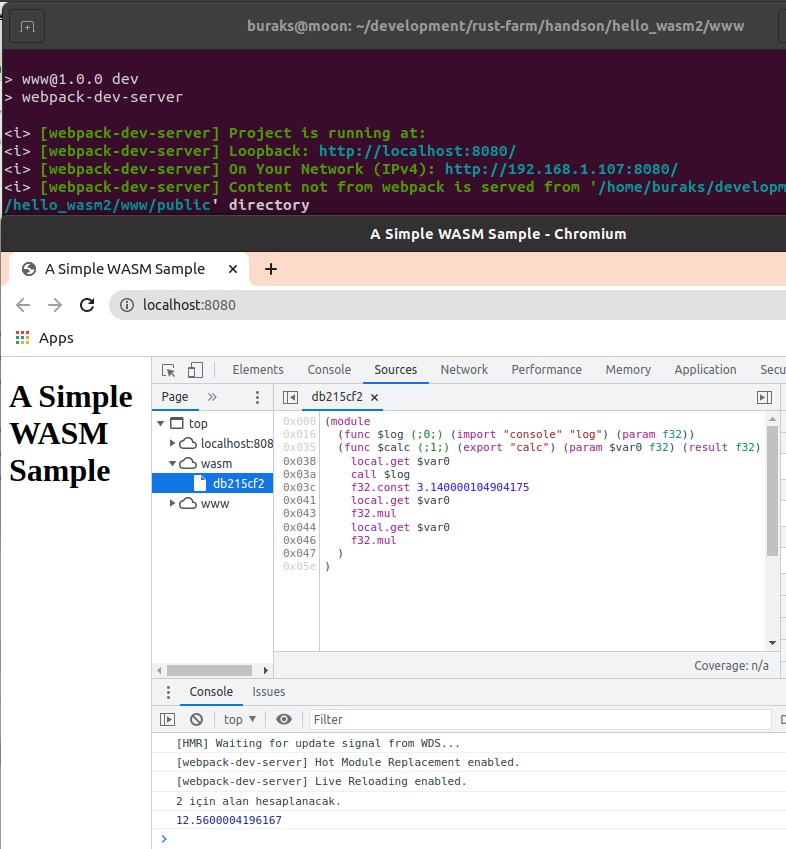 buraks@moon: ~/development/rust-farm/handson/hello_wasm2/www
> www@1.0.0 dev
> webpack-dev-server
<i> [webpack-dev-server] Project is running at:
<i> [webpack-dev-server] Loopback: http://localhost:8080/
<i> [webpack-dev-server] On Your Network (IPv4): http://192.168.1.107:8080/
<i> [webpack-dev-server] Content not from webpack is served from '/home/buraks/developm
/hello_wasm2/www/public' directory
A Simple WASM Sample - Chromium
A Simple WASM Sample
localhost:8080
Apps
A Simple
WASM
Sample
Elements Console Sources Network Performance Memory Application Secu
Page
db215cf2
top
localhost:808
wasm
db215cf2
www
0x000 (module
0x016 (func $log (;0;) (import "console" "log") (param f32))
0x035 (func $calc (;1;) (export "calc") (param $var0 f32) (result f32)
0x038 local.get $var0
0x03a call $log
0x03c f32.const 3.140000104904175
0x041 local.get $var0
0x043 f32.mul
0x044 local.get $var0
0x046 f32.mul
0x047 )
0x05e )
Coverage: n/a
Console Issues
top Filter D
[HMR] Waiting for update signal from WDS...
[webpack-dev-server] Hot Module Replacement enabled.
[webpack-dev-server] Live Reloading enabled.
2 için alan hesaplanacak.
12.5600004196167